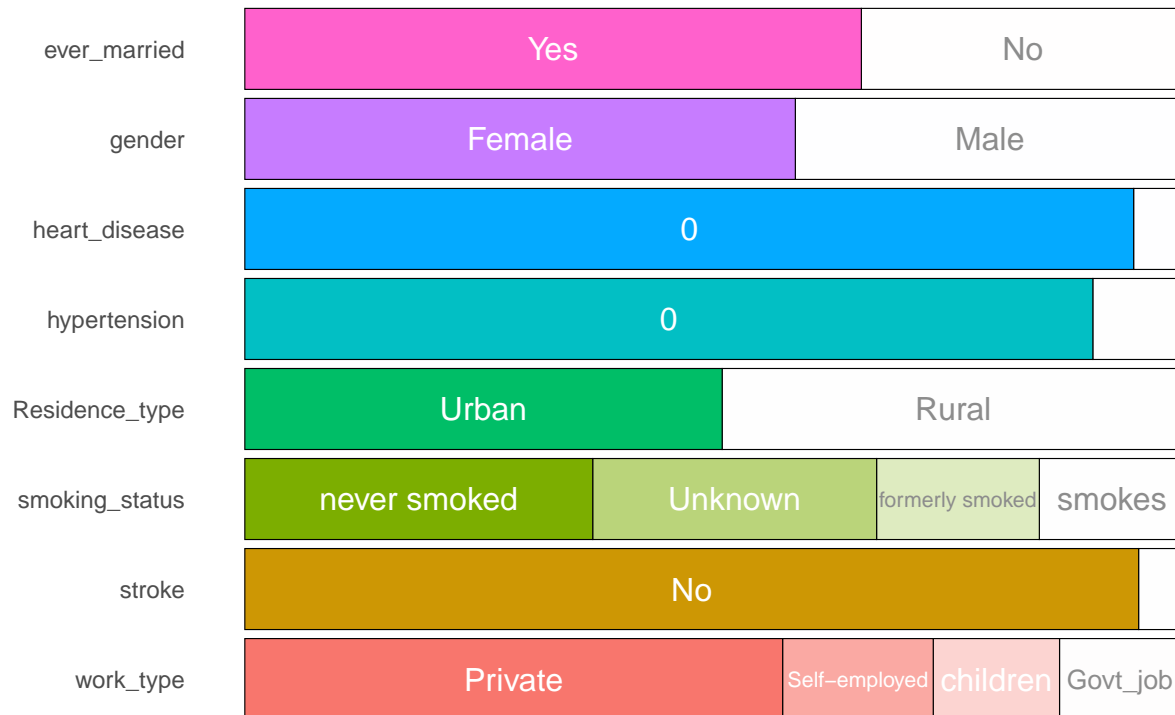 ever_married Yes No
gender Female Male
heart_disease 0
hypertension 0
Residence_type Urban Rural
smoking_status never smoked Unknown formerly smoked smokes
stroke No
work_type Private Self−employed children Govt_job